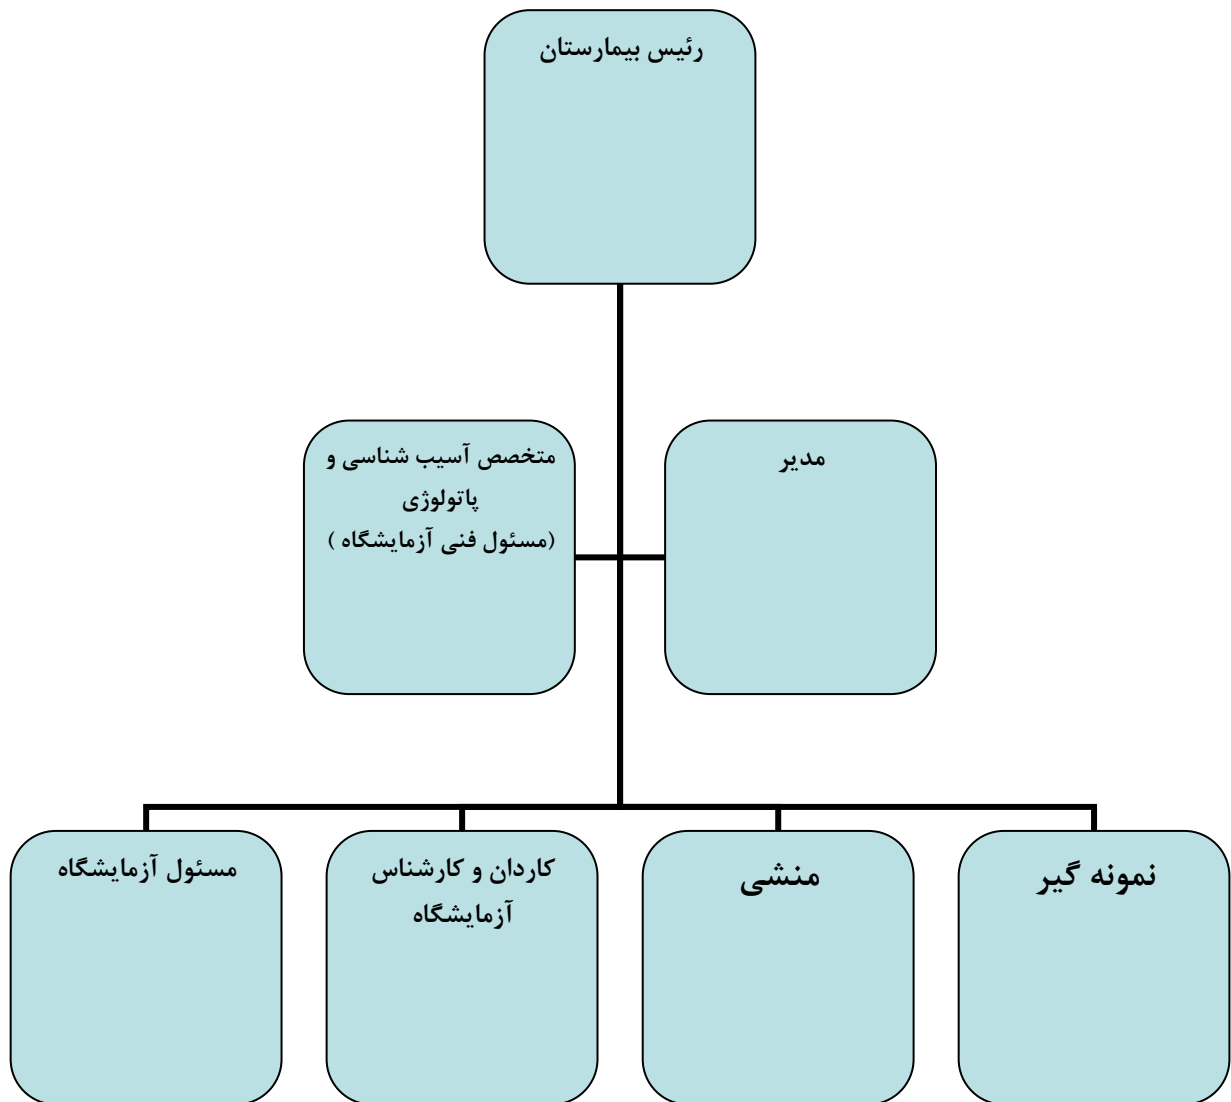 رئیس بیمارستان
مدیر
متخصص آسیب شناسی و
پاتولوژی
(مسئول فنی آزمایشگاه )
نمونه گیر
منشی
کاردان و کارشناس
آزمایشگاه
مسئول آزمایشگاه